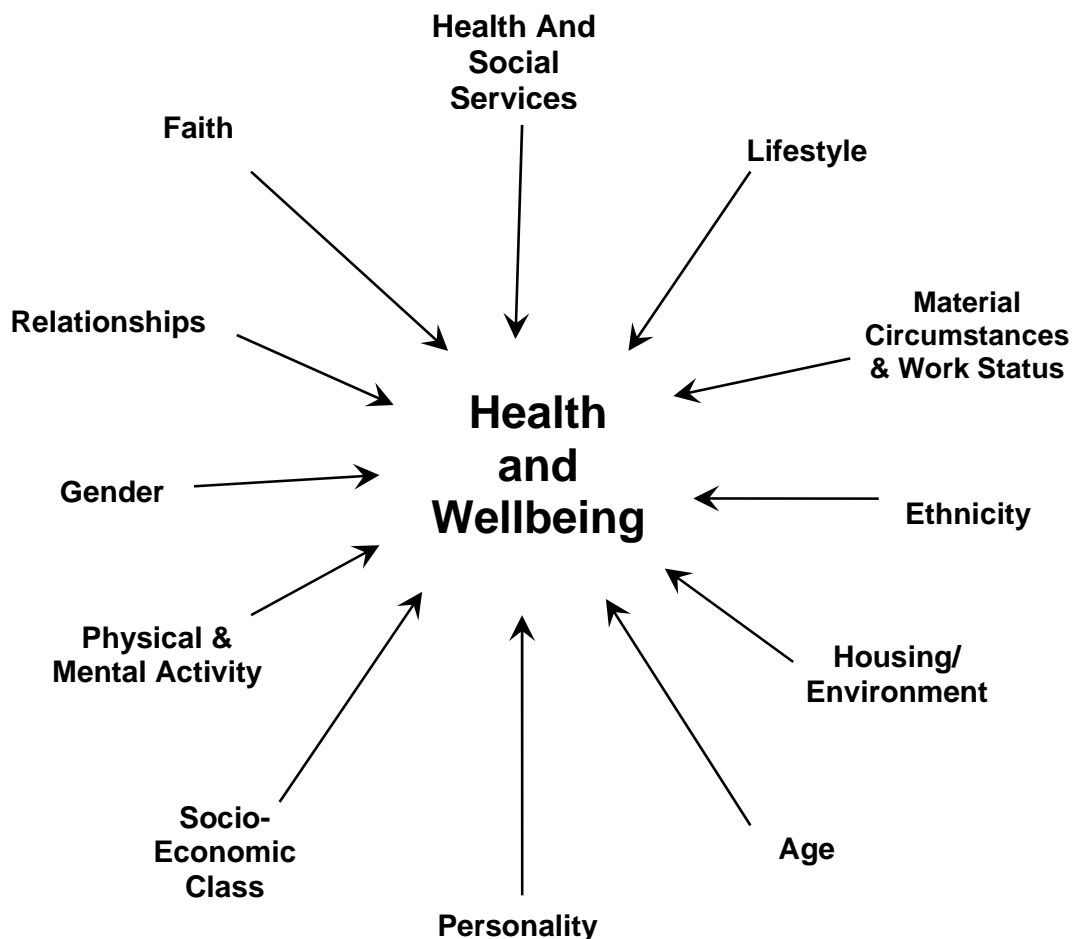 Health And
Social
Services
Faith
Lifestyle
Relationships
Material
Circumstances
& Work Status
Health
and
Wellbeing
Gender
Ethnicity
Physical &
Mental Activity
Housing/
Environment
Socio-
Economic
Class
Age
Personality